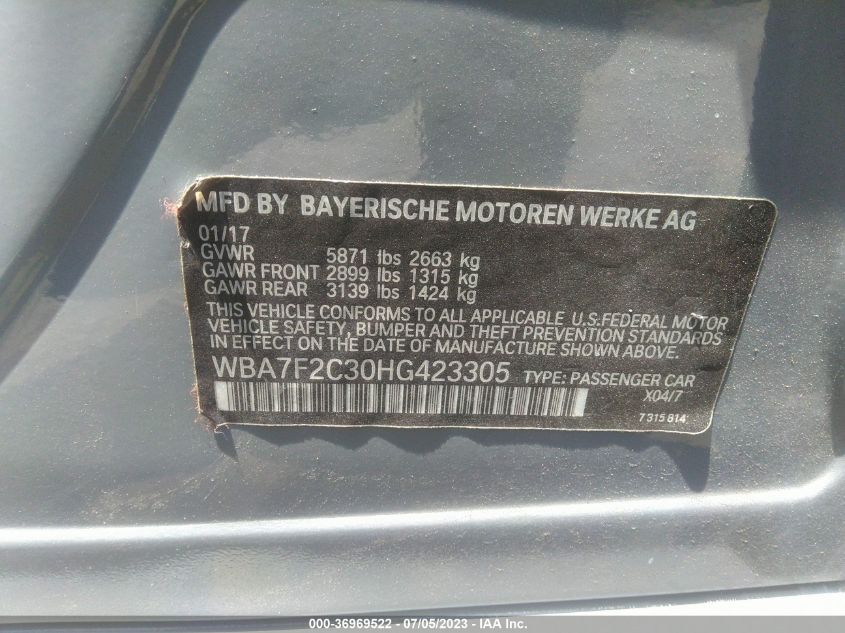 MFD BY BAYERISCHE MOTOREN WERKE AG
01/17
GVWR 5871 lbs 2663 kg
GAWR FRONT 2899 lbs 1315 kg
GAWR REAR 3139 lbs 1424 kg
THIS VEHICLE CONFORMS TO ALL APPLICABLE U.S.FEDERAL MOTOR
VEHICLE SAFETY, BUMPER AND THEFT PREVENTION STANDARDS
IN EFFECT ON THE DATE OF MANUFACTURE SHOWN ABOVE.
WBA7F2C30HG423305 TYPE: PASSENGER CAR
X04/7
7315814
000-36969522 - 07/05/2023 - IAA Inc.